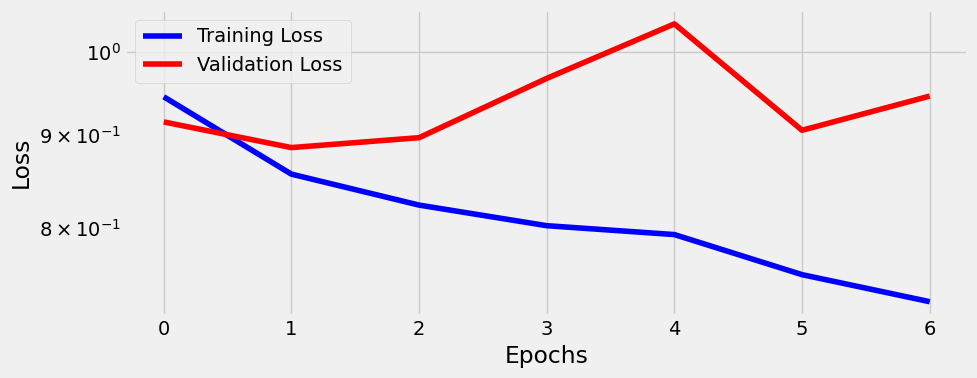 Training Loss
Validation Loss
10⁰
9 × 10⁻¹
8 × 10⁻¹
Loss
0 1 2 3 4 5 6
Epochs